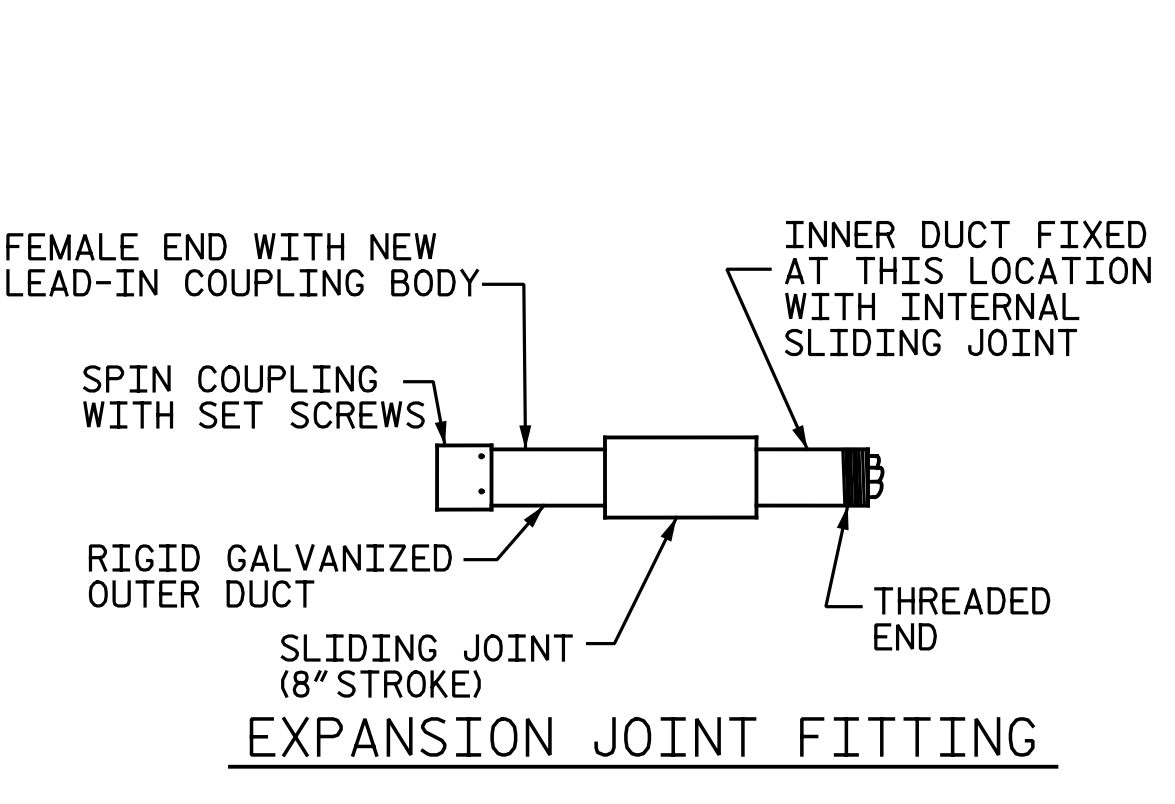 FEMALE END WITH NEW
LEAD-IN COUPLING BODY
INNER DUCT FIXED
AT THIS LOCATION
WITH INTERNAL
SLIDING JOINT
SPIN COUPLING
WITH SET SCREWS
RIGID GALVANIZED
OUTER DUCT
THREADED
END
SLIDING JOINT
(8" STROKE)
EXPANSION JOINT FITTING